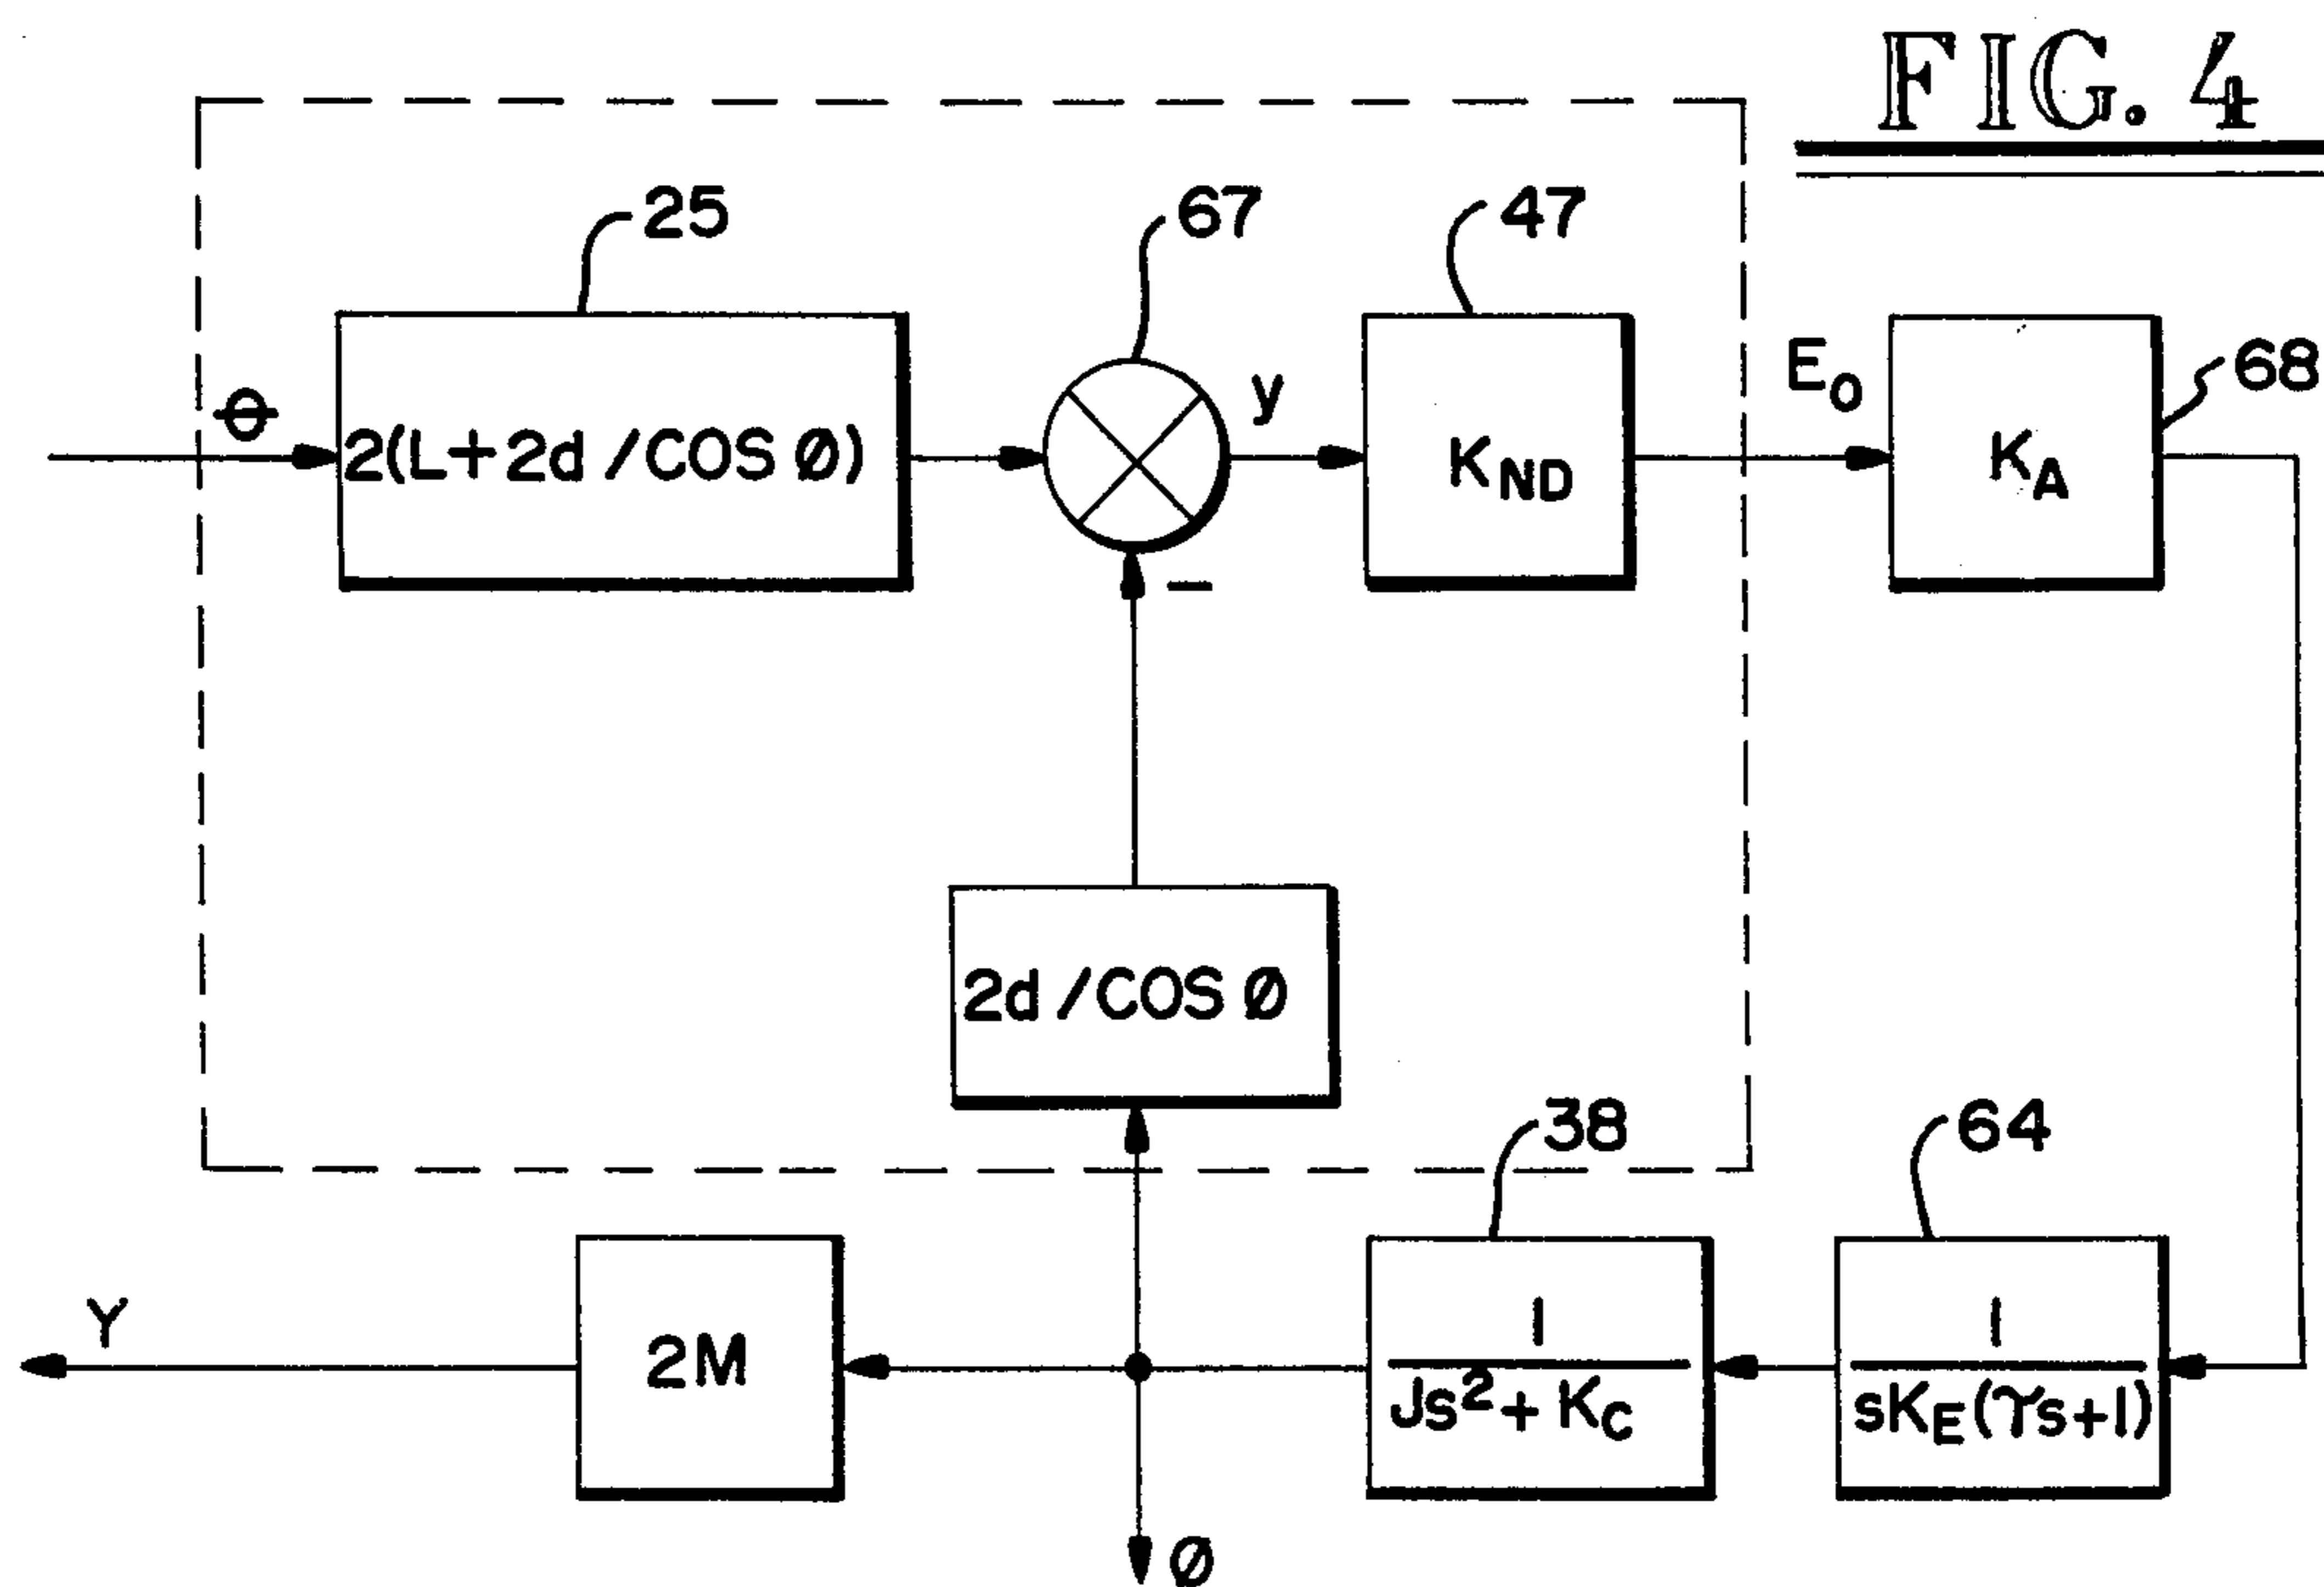 FIG. 4
25
67
47
68
θ
2(L+2d/COS Ø)
y
K_ND
E_O
K_A
−
2d/COS Ø
38
64
Y
2M
1
Js²+K_C
1
sK_E(τs+1)
Ø